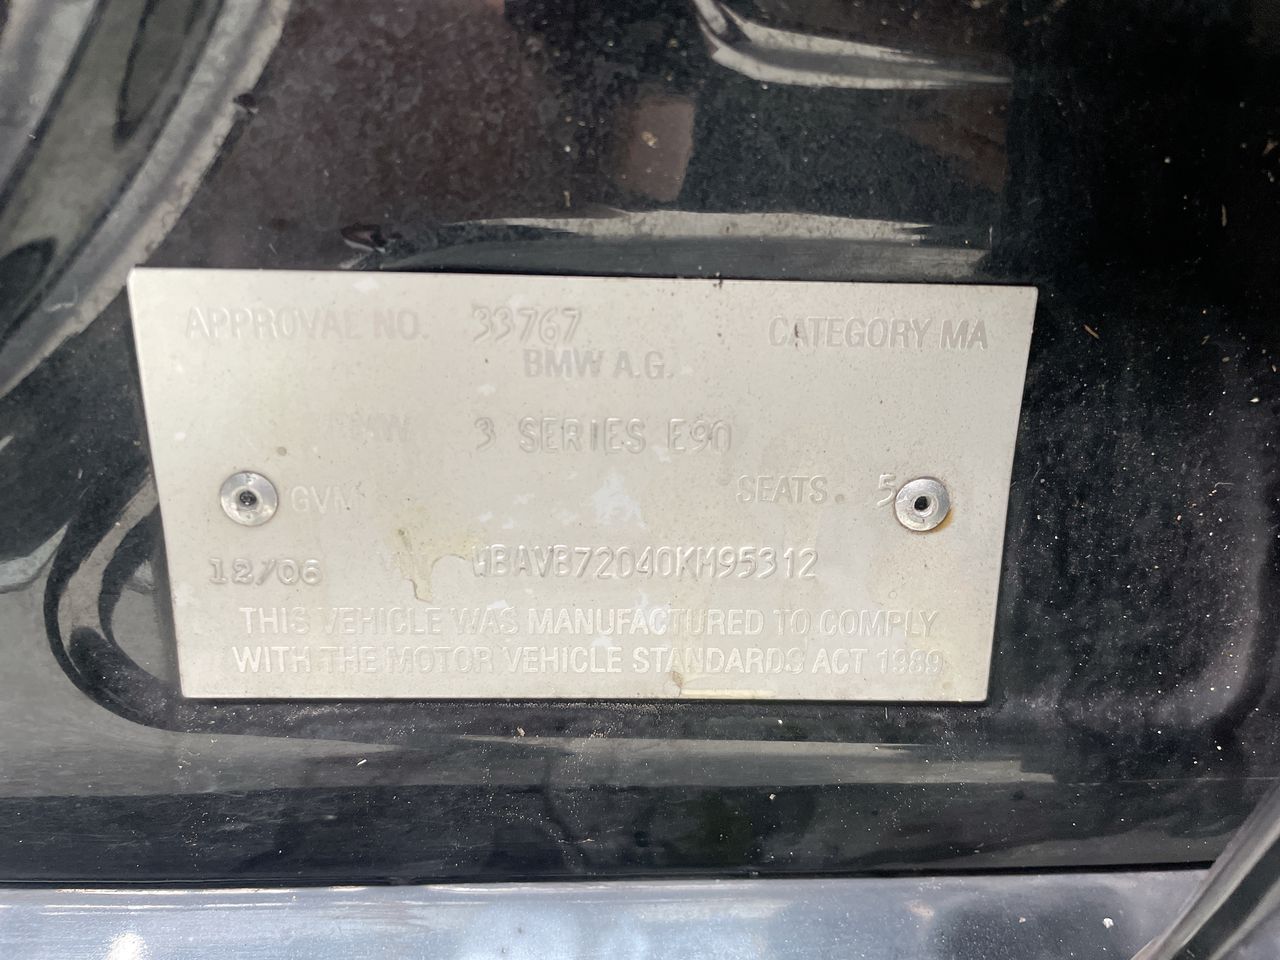 APPROVAL NO. 33767 CATEGORY MA
BMW A.G.
BMW 3 SERIES E90
GVM SEATS. 5
12/06 WBAVB72040KM95312
THIS VEHICLE WAS MANUFACTURED TO COMPLY
WITH THE MOTOR VEHICLE STANDARDS ACT 1989